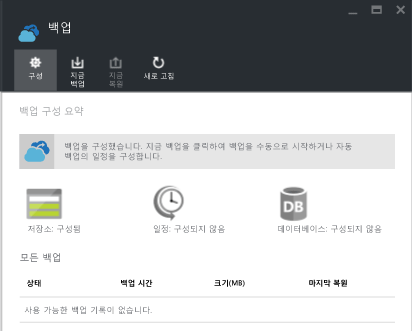 백업
구성
지금
백업
지금
복원
새로 고침
백업 구성 요약
백업을 구성했습니다. 지금 백업을 클릭하여 백업을 수동으로 시작하거나 자동
백업의 일정을 구성합니다.
DB
저장소: 구성됨
일정: 구성되지 않음
데이터베이스: 구성되지 않음
모든 백업
상태 백업 시간 크기(MB) 마지막 복원
사용 가능한 백업 기록이 없습니다.